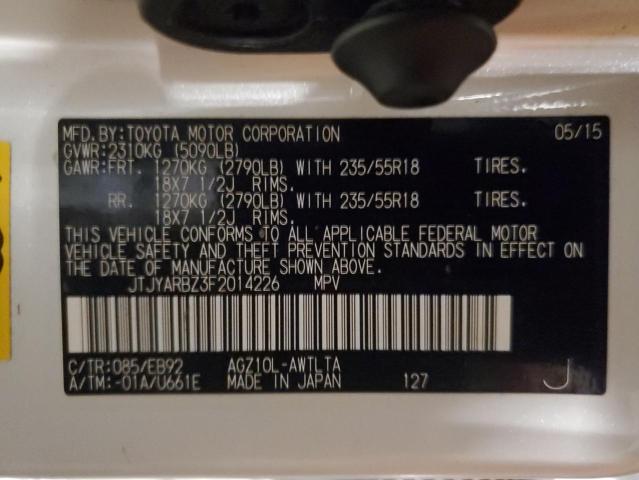 MFD.BY:TOYOTA MOTOR CORPORATION 05/15
GVWR:2310KG (5090LB)
GAWR:FRT. 1270KG (2790LB) WITH 235/55R18 TIRES.
18X7 1/2J RIMS.
RR. 1270KG (2790LB) WITH 235/55R18 TIRES.
18X7 1/2J RIMS.
THIS VEHICLE CONFORMS TO ALL APPLICABLE FEDERAL MOTOR
VEHICLE SAFETY AND THEFT PREVENTION STANDARDS IN EFFECT ON
THE DATE OF MANUFACTURE SHOWN ABOVE.
JTJYARBZ3F2014226 MPV
C/TR:085/EB92 AGZ10L-AWTLTA
A/TM:-01A/U661E MADE IN JAPAN 127 J